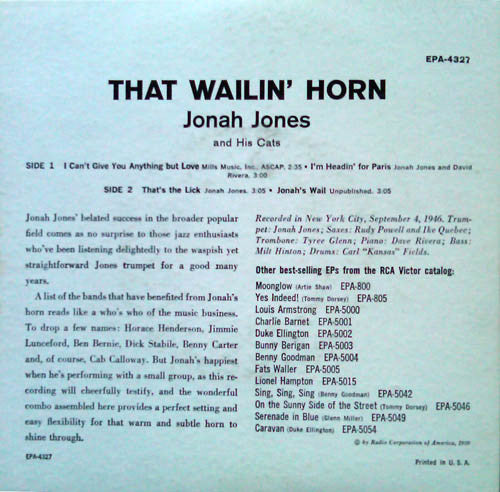 EPA-4327
THAT WAILIN' HORN
Jonah Jones
and His Cats
SIDE 1 I Can't Give You Anything but Love Mills Music, Inc., ASCAP. 2:35 • I'm Headin' for Paris Jonah Jones and David
Rivera. 3:00
SIDE 2 That's the Lick Jonah Jones. 3:05 • Jonah's Wail Unpublished. 3:05
Jonah Jones' belated success in the broader popular
field comes as no surprise to those jazz enthusiasts
who've been listening delightedly to the waspish yet
straightforward Jones trumpet for a good many
years.
A list of the bands that have benefited from Jonah's
horn reads like a who's who of the music business.
To drop a few names: Horace Henderson, Jimmie
Lunceford, Ben Bernie, Dick Stabile, Benny Carter
and, of course, Cab Calloway. But Jonah's happiest
when he's performing with a small group, as this re-
cording will cheerfully testify, and the wonderful
combo assembled here provides a perfect setting and
easy flexibility for that warm and subtle horn to
shine through.
EPA-4327
Recorded in New York City, September 4, 1946. Trum-
pet: Jonah Jones; Saxes: Rudy Powell and Ike Quebec;
Trombone: Tyree Glenn; Piano: Dave Rivera; Bass:
Milt Hinton; Drums: Carl "Kansas" Fields.
Other best-selling EPs from the RCA Victor catalog:
Moonglow (Artie Shaw) EPA-800
Yes Indeed! (Tommy Dorsey) EPA-805
Louis Armstrong EPA-5000
Charlie Barnet EPA-5001
Duke Ellington EPA-5002
Bunny Berigan EPA-5003
Benny Goodman EPA-5004
Fats Waller EPA-5005
Lionel Hampton EPA-5015
Sing, Sing, Sing (Benny Goodman) EPA-5042
On the Sunny Side of the Street (Tommy Dorsey) EPA-5046
Serenade in Blue (Glenn Miller) EPA-5049
Caravan (Duke Ellington) EPA-5054
© by Radio Corporation of America, 1959
Printed in U. S. A.